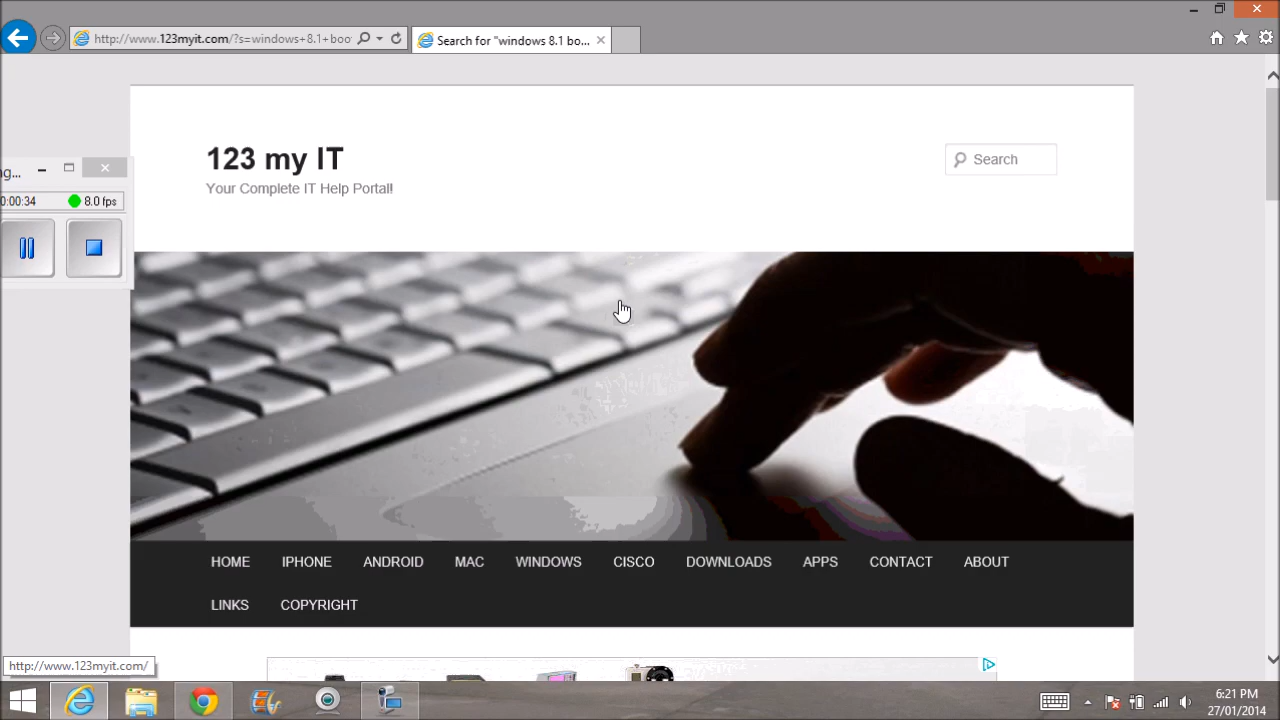 http://www.123myit.com/?s=windows+8.1+boo
Search for "windows 8.1 bo...
123 my IT
Your Complete IT Help Portal!
Search
g...
0:00:34
8.0 fps
HOME
IPHONE
ANDROID
MAC
WINDOWS
CISCO
DOWNLOADS
APPS
CONTACT
ABOUT
LINKS
COPYRIGHT
http://www.123myit.com/
6:21 PM
27/01/2014